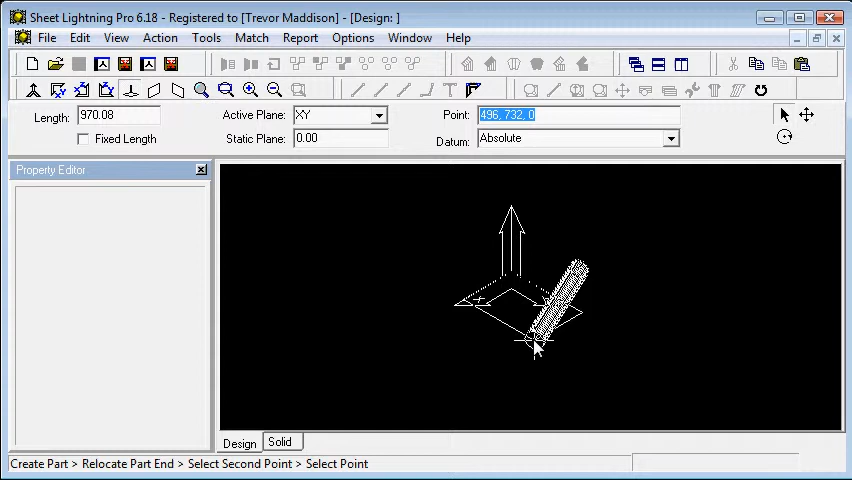 Sheet Lightning Pro 6.18 - Registered to [Trevor Maddison] - [Design: ]
File Edit View Action Tools Match Report Options Window Help
Length: 970.08 Active Plane: XY Point: 496, 732, 0
Fixed Length Static Plane: 0.00 Datum: Absolute
Property Editor
X
Design Solid
Create Part > Relocate Part End > Select Second Point > Select Point